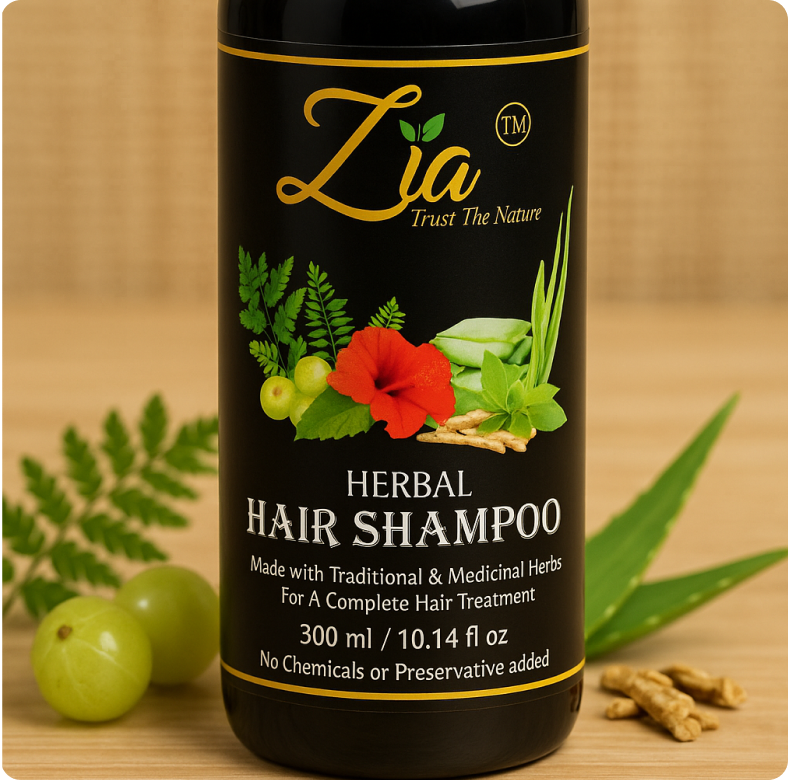 Zia
TM
Trust The Nature
HERBAL
HAIR SHAMPOO
Made with Traditional & Medicinal Herbs
For A Complete Hair Treatment
300 ml / 10.14 fl oz
No Chemicals or Preservative added